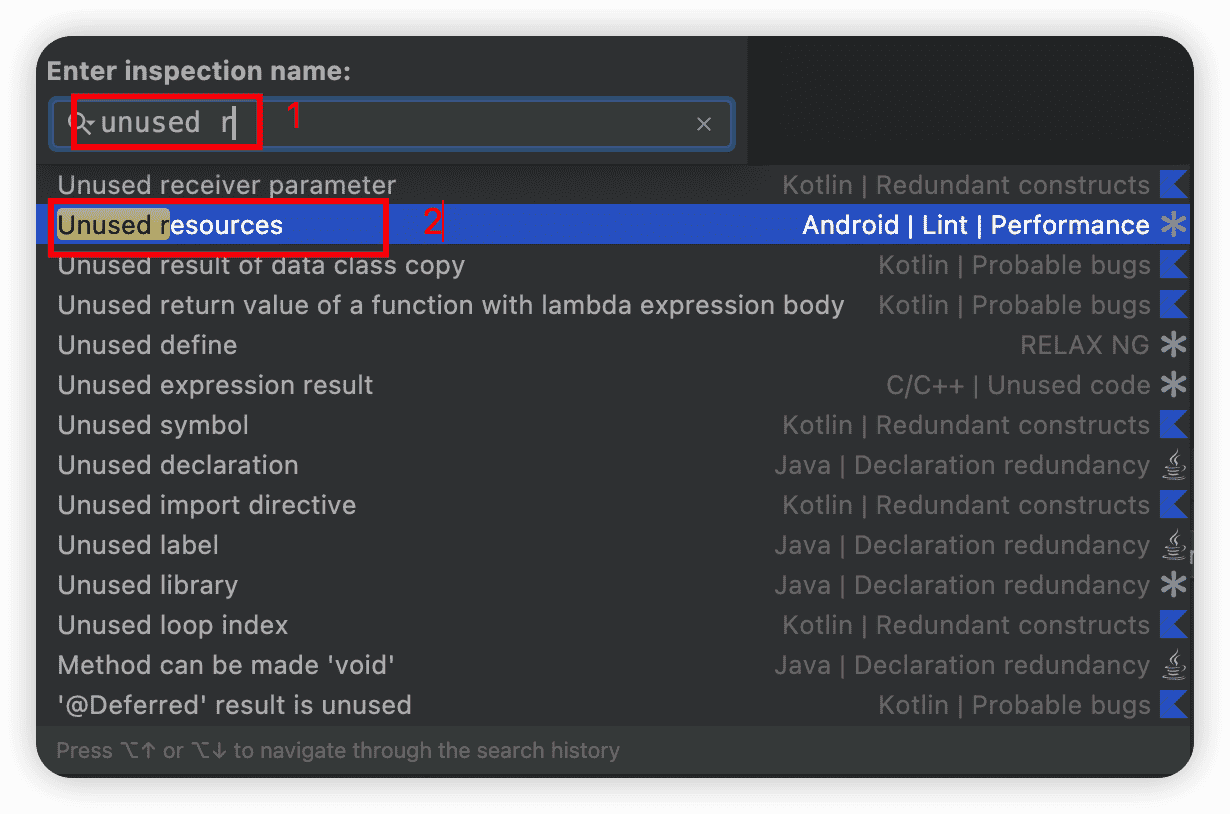 Enter inspection name:
unused r 1
Unused receiver parameter Kotlin | Redundant constructs
Unused resources 2 Android | Lint | Performance
Unused result of data class copy Kotlin | Probable bugs
Unused return value of a function with lambda expression body Kotlin | Probable bugs
Unused define RELAX NG
Unused expression result C/C++ | Unused code
Unused symbol Kotlin | Redundant constructs
Unused declaration Java | Declaration redundancy
Unused import directive Kotlin | Redundant constructs
Unused label Java | Declaration redundancy
Unused library Java | Declaration redundancy
Unused loop index Kotlin | Redundant constructs
Method can be made 'void' Java | Declaration redundancy
'@Deferred' result is unused Kotlin | Probable bugs
Press ⌥↑ or ⌥↓ to navigate through the search history